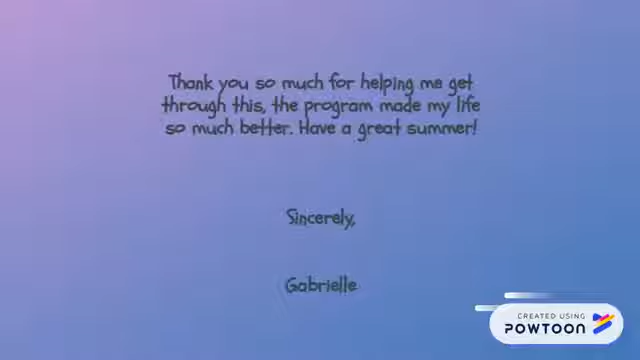 Thank you so much for helping me get
through this, the program made my life
so much better. Have a great summer!
Sincerely,
Gabrielle
CREATED USING
POWTOON